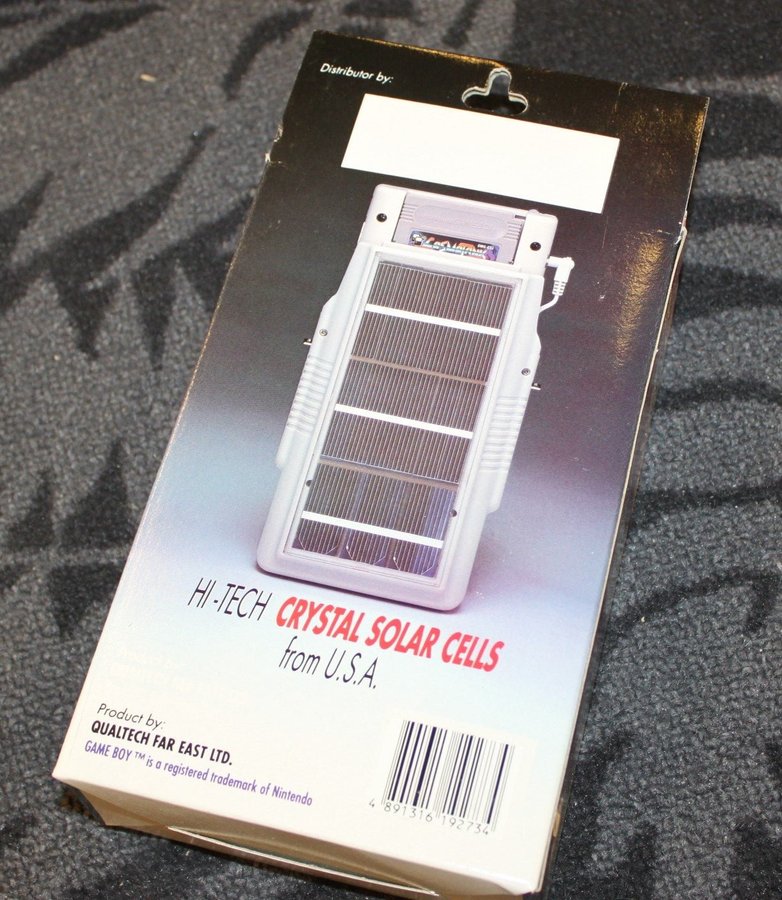 Distributor by:
HI-TECH CRYSTAL SOLAR CELLS
from U.S.A.
Product by:
QUALTECH FAR EAST LTD.
GAME BOY ™ is a registered trademark of Nintendo
4 891316 192734